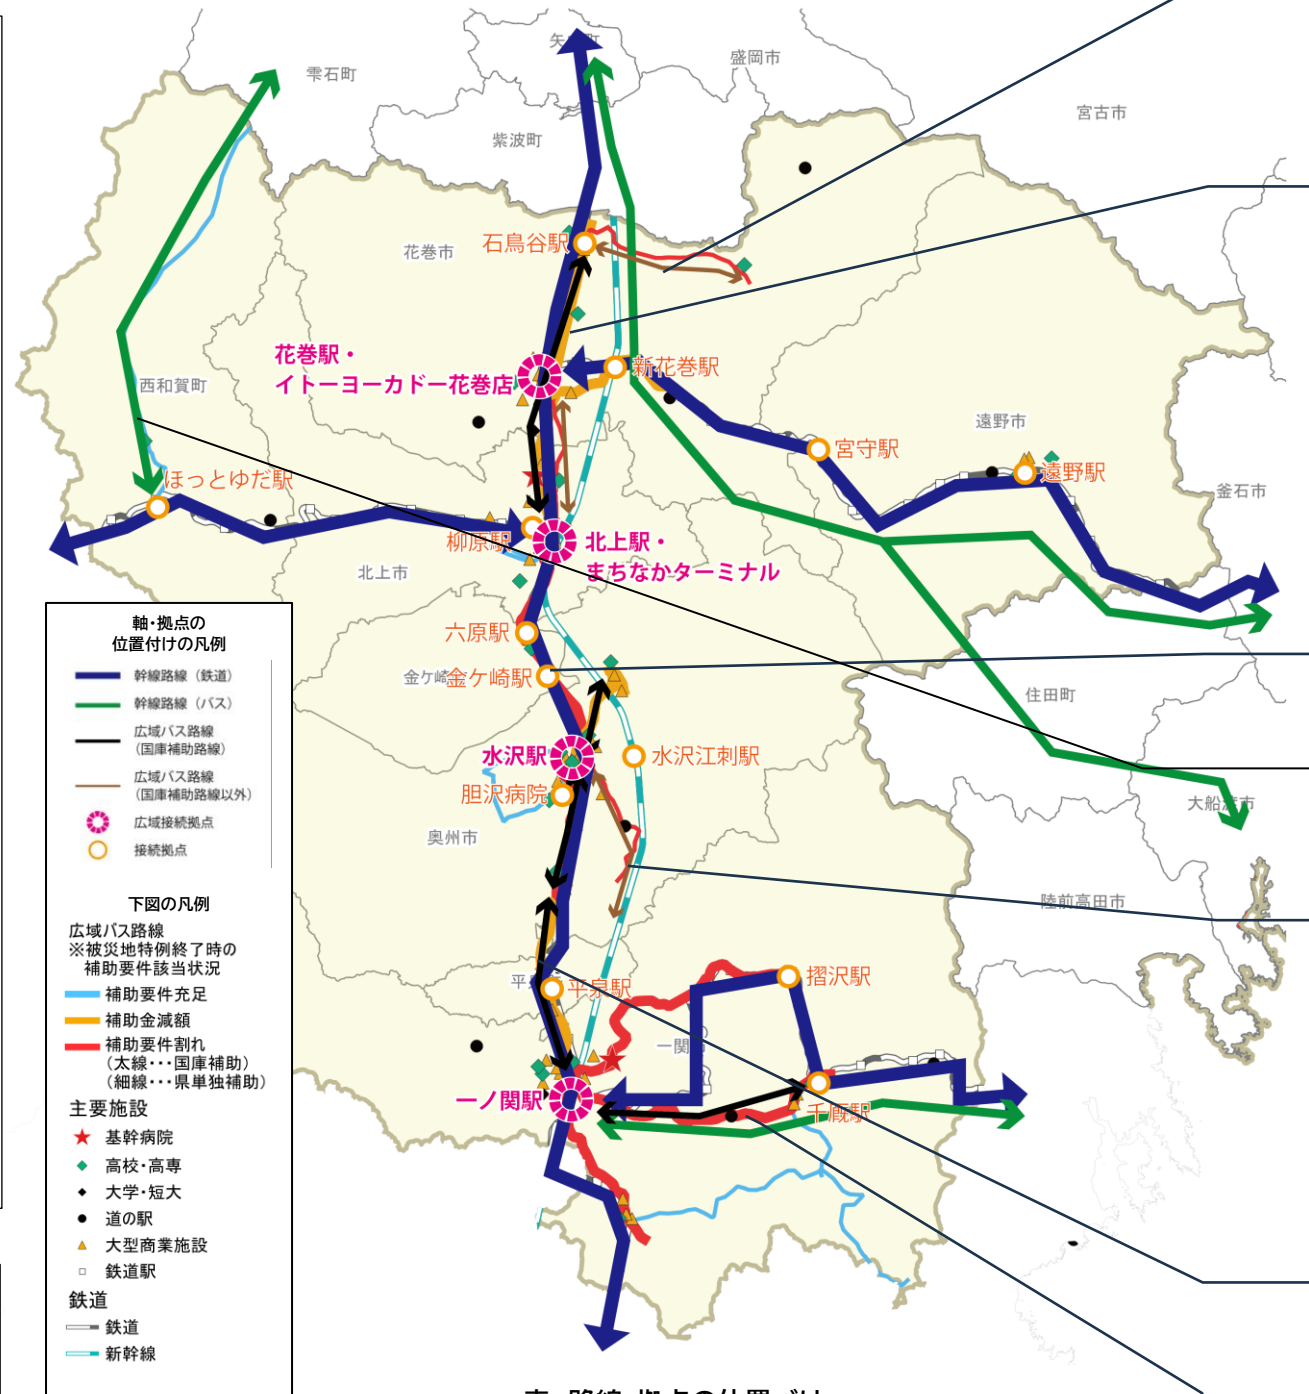 矢巾町
盛岡市
雫石町
宮古市
紫波町
花巻市
石鳥谷駅
花巻駅・
イトーヨーカドー花巻店
新花巻駅
西和賀町
遠野市
宮守駅
遠野駅
ほっとゆだ駅
釜石市
柳原駅
北上駅・
まちなかターミナル
北上市
六原駅
金ケ崎
金ケ崎駅
住田町
水沢駅
水沢江刺駅
胆沢病院
大船渡市
奥州市
陸前高田市
平泉
平泉駅
摺沢駅
一関市
一ノ関駅
千厩駅
軸・拠点の
位置付けの凡例
幹線路線（鉄道）
幹線路線（バス）
広域バス路線
（国庫補助路線）
広域バス路線
（国庫補助路線以外）
広域接続拠点
接続拠点
下図の凡例
広域バス路線
※被災地特例終了時の
補助要件該当状況
補助要件充足
補助金減額
補助要件割れ
（太線・・・国庫補助）
（細線・・・県単独補助）
主要施設
基幹病院
高校・高専
大学・短大
道の駅
大型商業施設
鉄道駅
鉄道
鉄道
新幹線